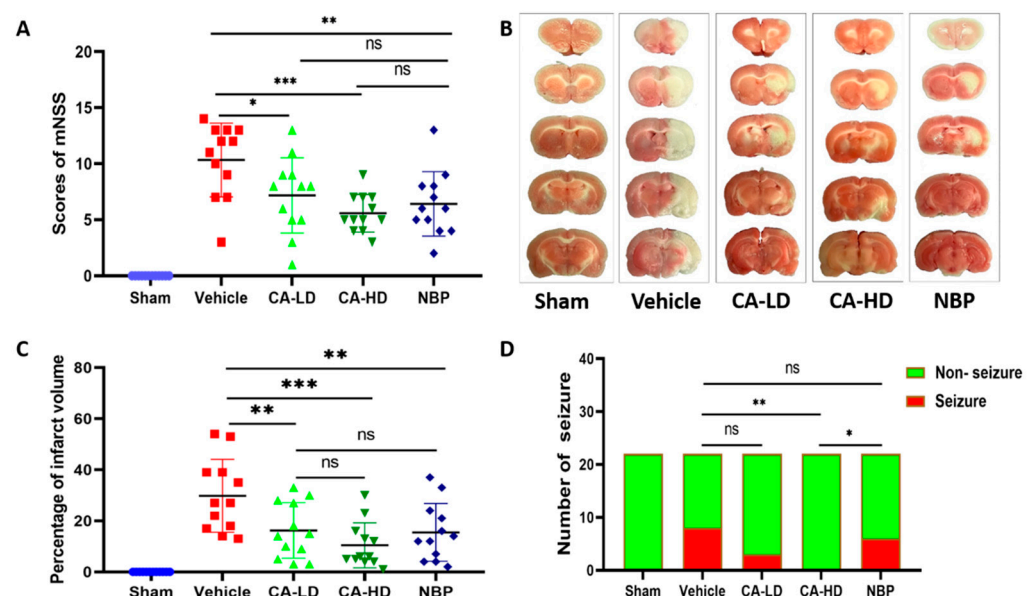 A
Scores of mNSS
20
15
10
5
0
**
ns
ns
***
*
Sham Vehicle CA-LD CA-HD NBP
B
Sham Vehicle CA-LD CA-HD NBP
C
Percentage of infarct volume
80
60
40
20
0
**
***
**
ns
ns
Sham Vehicle CA-LD CA-HD NBP
D
Number of seizure
40
30
20
10
0
ns
**
ns *
Non- seizure
Seizure
Sham Vehicle CA-LD CA-HD NBP